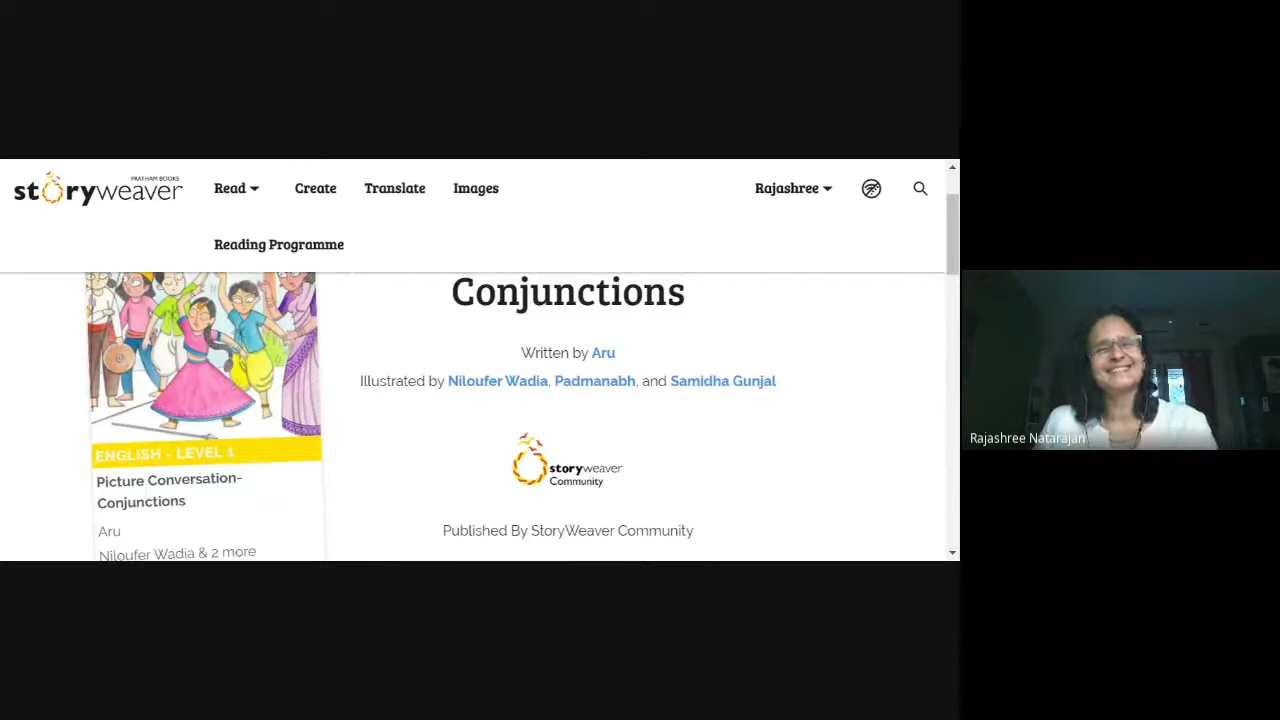 PRATHAM BOOKS
storyweaver
Read
Create
Translate
Images
Rajashree
Reading Programme
Conjunctions
Written by Aru
Illustrated by Niloufer Wadia, Padmanabh, and Samidha Gunjal
storyweaver
Community
Published By StoryWeaver Community
ENGLISH - LEVEL 1
Picture Conversation-
Conjunctions
Aru
Niloufer Wadia & 2 more
Rajashree Natarajan